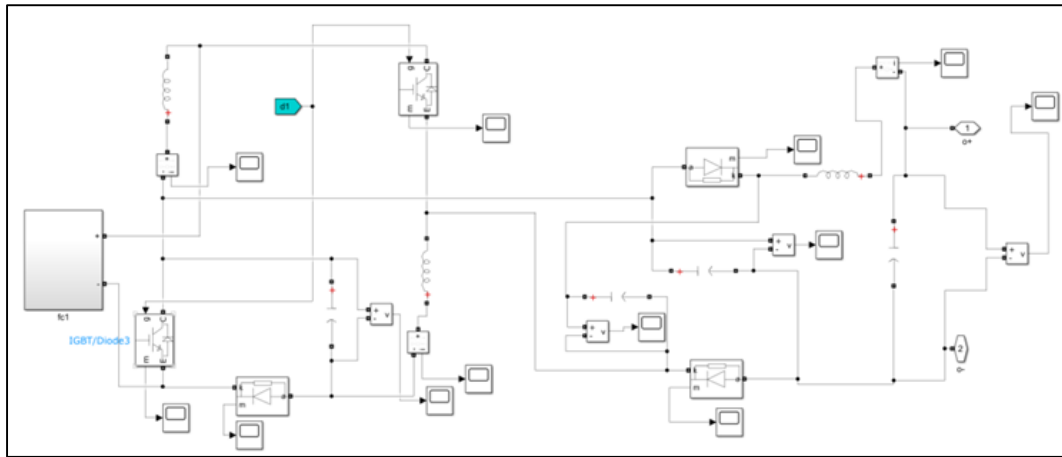 g
C
m
E
d1
i
+
-
a
m
k
i
-
1
o+
+
-
v
+
-
v
fc1
g
C
m
E
IGBT/Diode3
+
-
v
+
-
i
+
-
v
k
m
a
k
m
a
2
o-